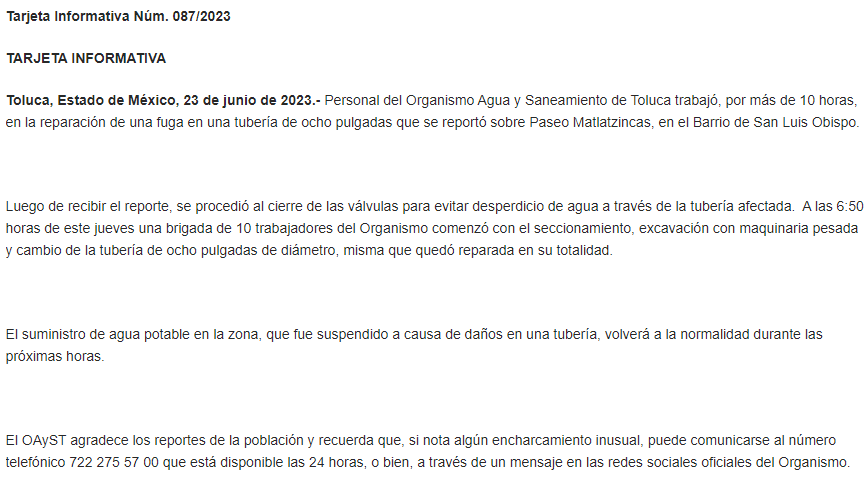 Tarjeta Informativa Núm. 087/2023
TARJETA INFORMATIVA
Toluca, Estado de México, 23 de junio de 2023.- Personal del Organismo Agua y Saneamiento de Toluca trabajó, por más de 10 horas,
en la reparación de una fuga en una tubería de ocho pulgadas que se reportó sobre Paseo Matlatzincas, en el Barrio de San Luis Obispo.
Luego de recibir el reporte, se procedió al cierre de las válvulas para evitar desperdicio de agua a través de la tubería afectada.  A las 6:50
horas de este jueves una brigada de 10 trabajadores del Organismo comenzó con el seccionamiento, excavación con maquinaria pesada
y cambio de la tubería de ocho pulgadas de diámetro, misma que quedó reparada en su totalidad.
El suministro de agua potable en la zona, que fue suspendido a causa de daños en una tubería, volverá a la normalidad durante las
próximas horas.
El OAyST agradece los reportes de la población y recuerda que, si nota algún encharcamiento inusual, puede comunicarse al número
telefónico 722 275 57 00 que está disponible las 24 horas, o bien, a través de un mensaje en las redes sociales oficiales del Organismo.